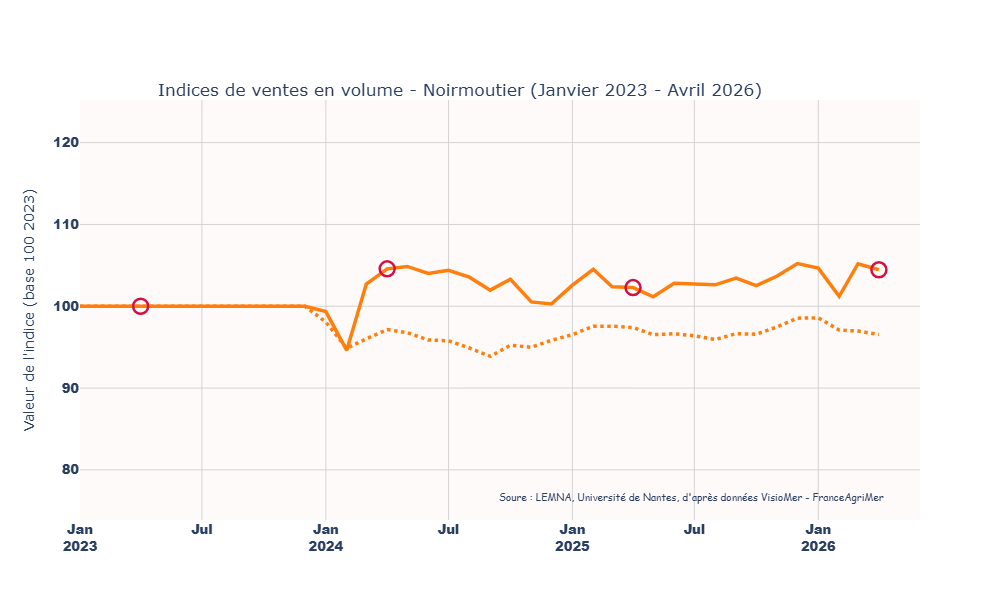 Indices de ventes en volume - Noirmoutier (Janvier 2023 - Avril 2026)
Valeur de l'indice (base 100 2023)
120
110
100
90
80
Soure : LEMNA, Université de Nantes, d'après données VisioMer - FranceAgriMer
Jan Jul Jan Jul Jan Jul Jan
2023 2024 2025 2026